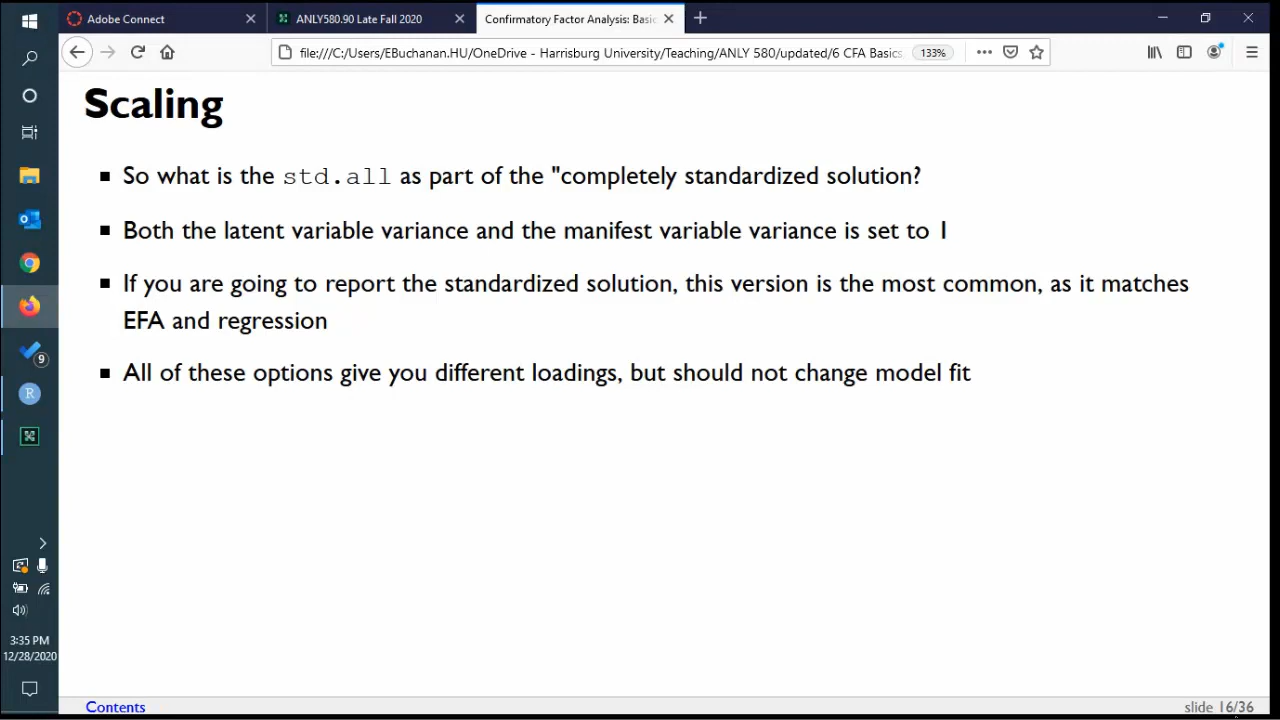 Adobe Connect
ANLY580.90 Late Fall 2020
Confirmatory Factor Analysis: Basic
file:///C:/Users/EBuchanan.HU/OneDrive - Harrisburg University/Teaching/ANLY 580/updated/6 CFA Basics.
133%
Scaling
So what is the std.all as part of the "completely standardized solution?
Both the latent variable variance and the manifest variable variance is set to 1
If you are going to report the standardized solution, this version is the most common, as it matches
EFA and regression
All of these options give you different loadings, but should not change model fit
9
R
3:35 PM
12/28/2020
Contents
slide 16/36